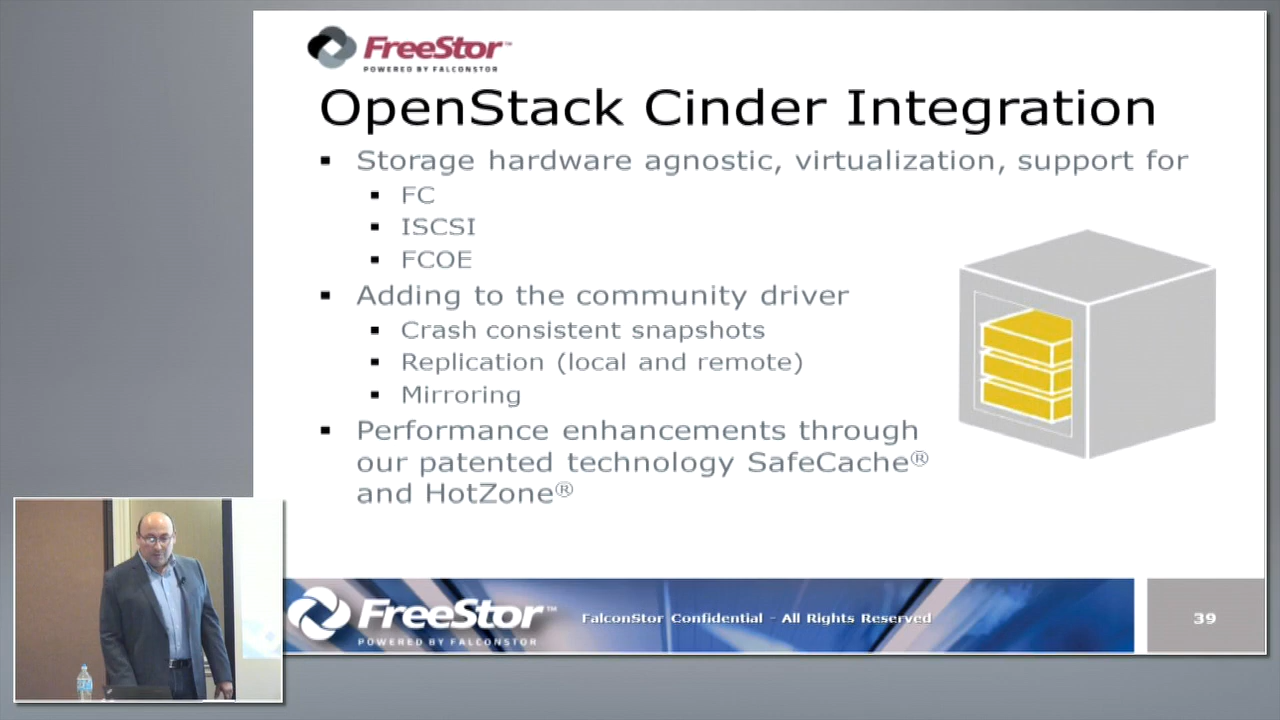 FreeStor™
POWERED BY FALCONSTOR
OpenStack Cinder Integration
Storage hardware agnostic, virtualization, support for
FC
ISCSI
FCOE
Adding to the community driver
Crash consistent snapshots
Replication (local and remote)
Mirroring
Performance enhancements through
our patented technology SafeCache®
and HotZone®
FreeStor™
POWERED BY FALCONSTOR
FalconStor Confidential - All Rights Reserved
39